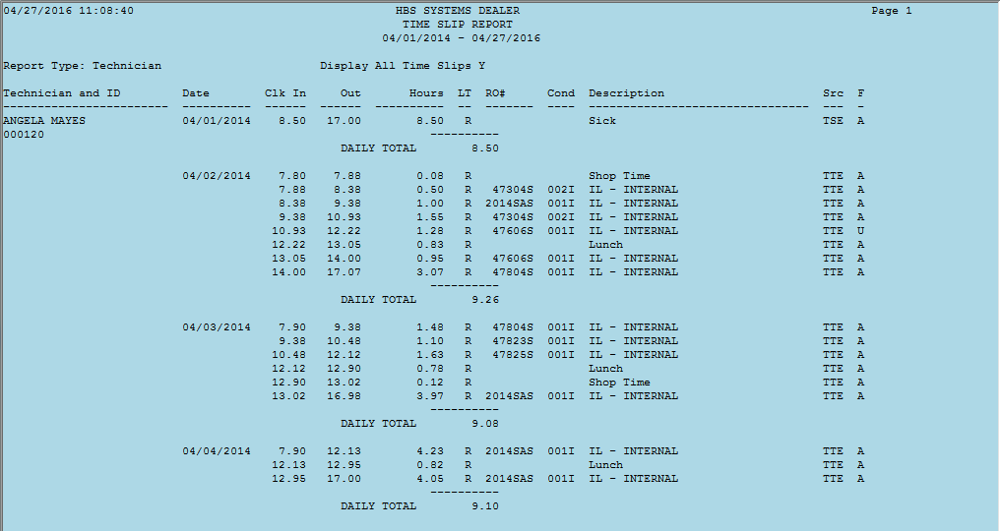 04/27/2016 11:08:40 HBS SYSTEMS DEALER Page 1
TIME SLIP REPORT
04/01/2014 - 04/27/2016
Report Type: Technician Display All Time Slips Y
Technician and ID Date Clk In Out Hours LT RO# Cond Description Src F
------------------------ ---------- ------ ------ ---------- -- ------- ---- -------------------------------- --- -
ANGELA MAYES 04/01/2014 8.50 17.00 8.50 R Sick TSE A
000120 ----------
DAILY TOTAL 8.50
04/02/2014 7.80 7.88 0.08 R Shop Time TTE A
7.88 8.38 0.50 R 47304S 002I IL - INTERNAL TTE A
8.38 9.38 1.00 R 2014SAS 001I IL - INTERNAL TTE A
9.38 10.93 1.55 R 47304S 002I IL - INTERNAL TTE A
10.93 12.22 1.28 R 47606S 001I IL - INTERNAL TTE U
12.22 13.05 0.83 R Lunch TTE A
13.05 14.00 0.95 R 47606S 001I IL - INTERNAL TTE A
14.00 17.07 3.07 R 47804S 001I IL - INTERNAL TTE A
----------
DAILY TOTAL 9.26
04/03/2014 7.90 9.38 1.48 R 47804S 001I IL - INTERNAL TTE A
9.38 10.48 1.10 R 47823S 001I IL - INTERNAL TTE A
10.48 12.12 1.63 R 47825S 001I IL - INTERNAL TTE A
12.12 12.90 0.78 R Lunch TTE A
12.90 13.02 0.12 R Shop Time TTE A
13.02 16.98 3.97 R 2014SAS 001I IL - INTERNAL TTE A
----------
DAILY TOTAL 9.08
04/04/2014 7.90 12.13 4.23 R 2014SAS 001I IL - INTERNAL TTE A
12.13 12.95 0.82 R Lunch TTE A
12.95 17.00 4.05 R 2014SAS 001I IL - INTERNAL TTE A
----------
DAILY TOTAL 9.10